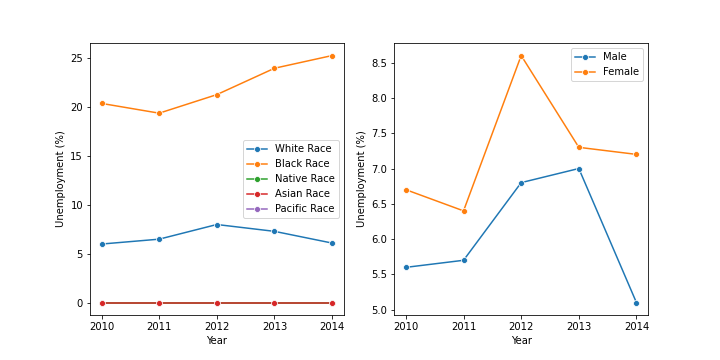 25
20
15
10
5
0
Unemployment (%)
White Race
Black Race
Native Race
Asian Race
Pacific Race
2010 2011 2012 2013 2014
Year
8.5
8.0
7.5
7.0
6.5
6.0
5.5
5.0
Unemployment (%)
Male
Female
2010 2011 2012 2013 2014
Year